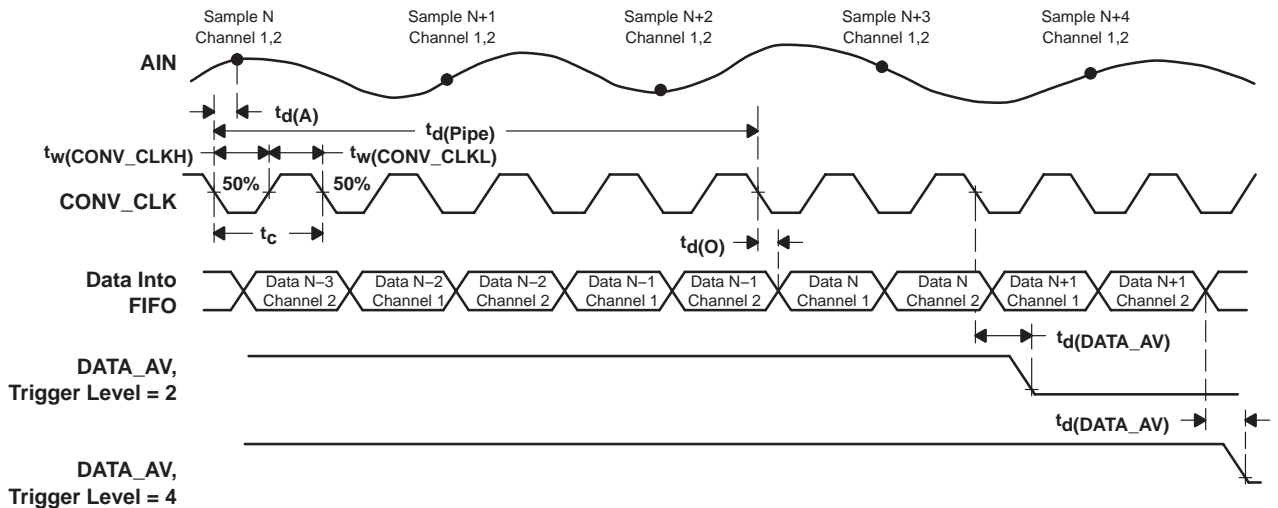 Sample N
Channel 1,2
Sample N+1
Channel 1,2
Sample N+2
Channel 1,2
Sample N+3
Channel 1,2
Sample N+4
Channel 1,2
AIN
td(A)
td(Pipe)
tw(CONV_CLKH)
tw(CONV_CLKL)
50%
50%
CONV_CLK
tc
td(O)
Data Into
FIFO
Data N–3
Channel 2
Data N–2
Channel 1
Data N–2
Channel 2
Data N–1
Channel 1
Data N–1
Channel 2
Data N
Channel 1
Data N
Channel 2
Data N+1
Channel 1
Data N+1
Channel 2
td(DATA_AV)
DATA_AV,
Trigger Level = 2
td(DATA_AV)
DATA_AV,
Trigger Level = 4